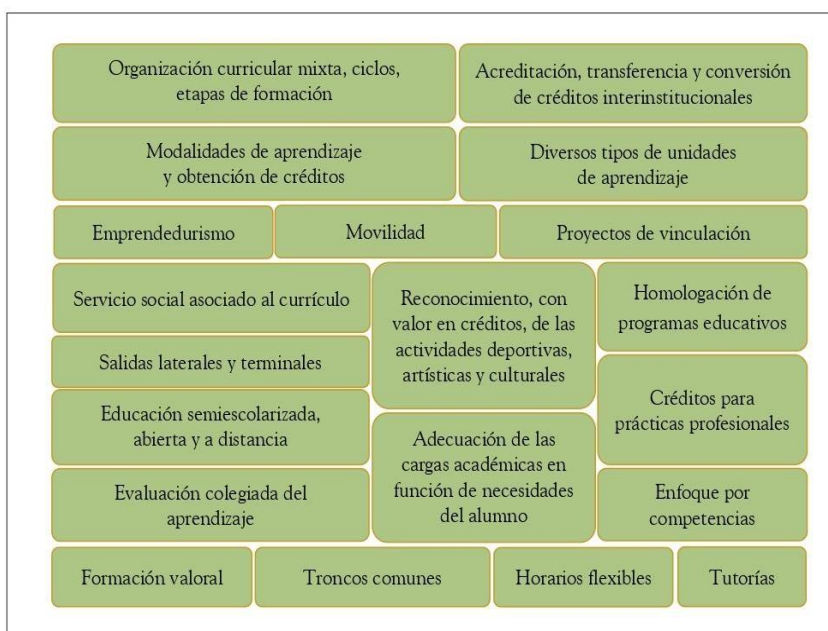 Organización curricular mixta, ciclos,
etapas de formación
Acreditación, transferencia y conversión
de créditos interinstitucionales
Modalidades de aprendizaje
y obtención de créditos
Diversos tipos de unidades
de aprendizaje
Emprendedurismo
Movilidad
Proyectos de vinculación
Servicio social asociado al currículo
Reconocimiento, con
valor en créditos, de las
actividades deportivas,
artísticas y culturales
Homologación de
programas educativos
Salidas laterales y terminales
Créditos para
prácticas profesionales
Educación semiescolarizada,
abierta y a distancia
Adecuación de las
cargas académicas en
función de necesidades
del alumno
Evaluación colegiada del
aprendizaje
Enfoque por
competencias
Formación valoral
Troncos comunes
Horarios flexibles
Tutorías